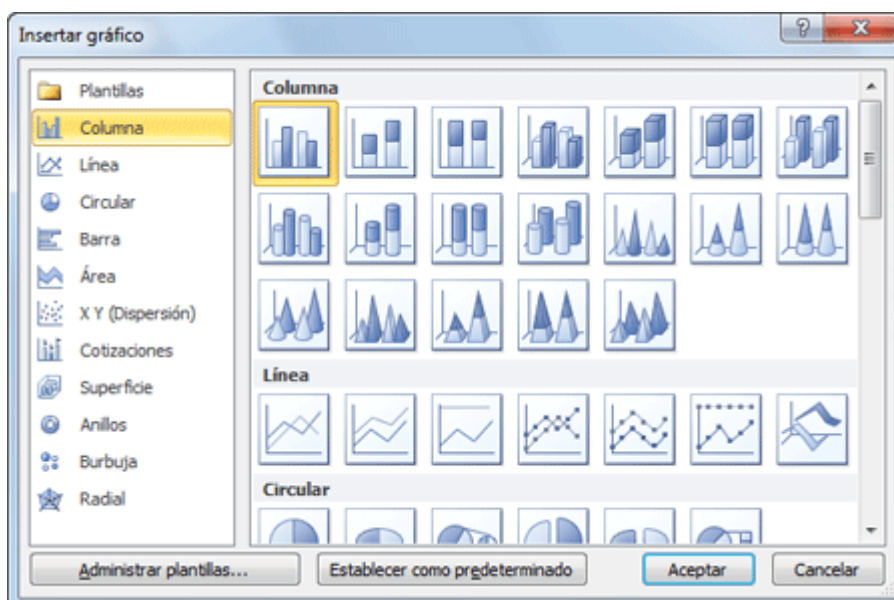 Insertar gráfico
Plantillas
Columna
Línea
Circular
Barra
Área
X Y (Dispersión)
Cotizaciones
Superficie
Anillos
Burbuja
Radial
Columna
Línea
Circular
Administrar plantillas...
Establecer como predeterminado
Aceptar
Cancelar